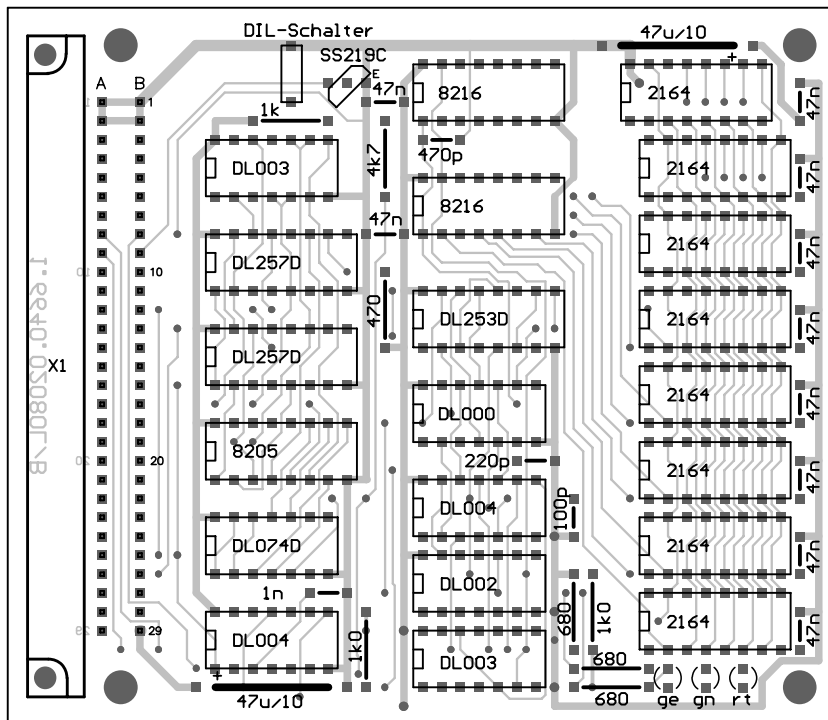 DIL-Schalter
47u/10
+
SS219C
E
A
B
1
1
47n
8216
2164
47n
1k
4k7
470p
DL003
2164
47n
8216
47n
2164
47n
DL257D
10
10
470
DL253D
2164
47n
DL257D
X1
1.6640.02080L/B
DL000
2164
47n
8205
20
20
220p
2164
47n
DL004
100p
DL074D
2164
47n
DL002
1n
680
1k0
29
29
DL004
1k0
2164
47n
DL003
680
+
47u/10
680
ge
gn
rt